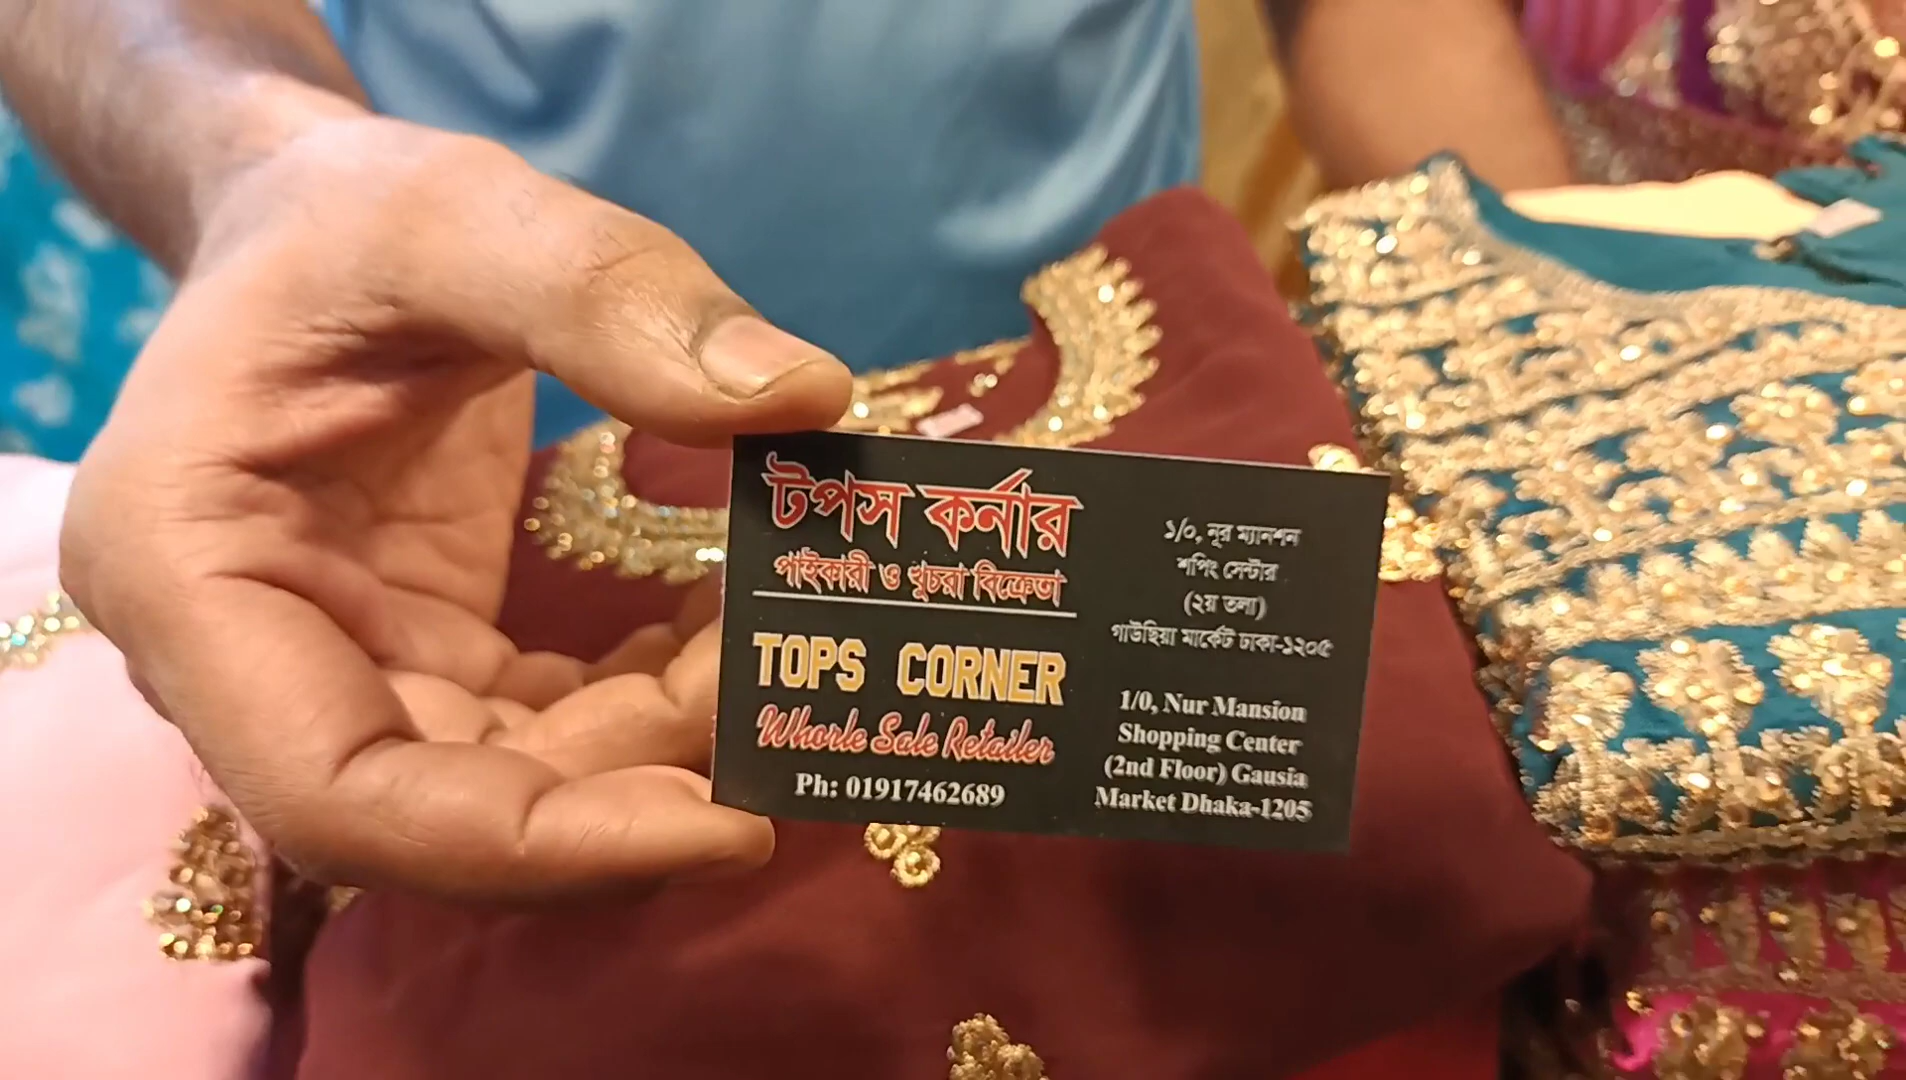 টপস কর্নার
পাইকারী ও খুচরা বিক্রেতা
TOPS CORNER
Whorle Sale Retailer
Ph: 01917462689
১/০, নূর ম্যানশন
শপিং সেন্টার
(২য় তলা)
গাউছিয়া মার্কেট ঢাকা-১২০৫
1/0, Nur Mansion
Shopping Center
(2nd Floor) Gausia
Market Dhaka-1205